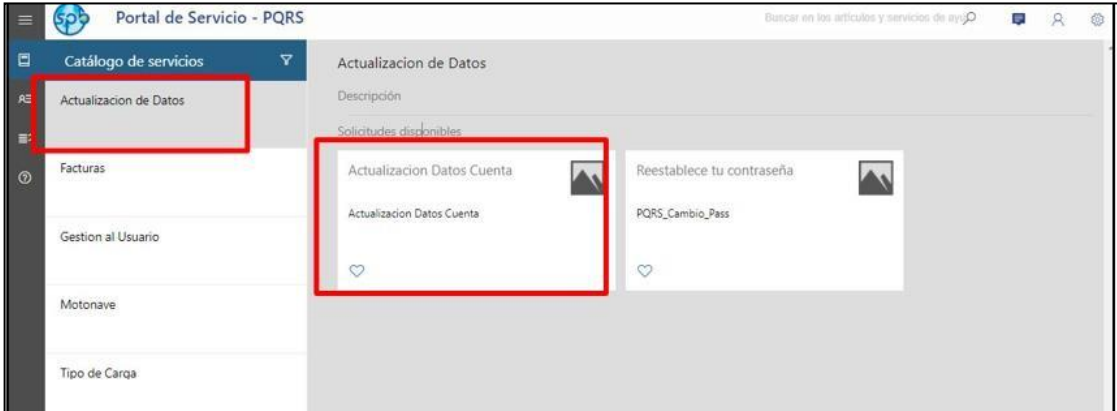 spb
Portal de Servicio - PQRS
Buscar en los artículos y servicios de ayu
Catálogo de servicios
Actualizacion de Datos
Facturas
Gestion al Usuario
Motonave
Tipo de Carga
Actualizacion de Datos
Descripción
Solicitudes disponibles
Actualizacion Datos Cuenta
Actualizacion Datos Cuenta
Reestablece tu contraseña
PQRS_Cambio_Pass